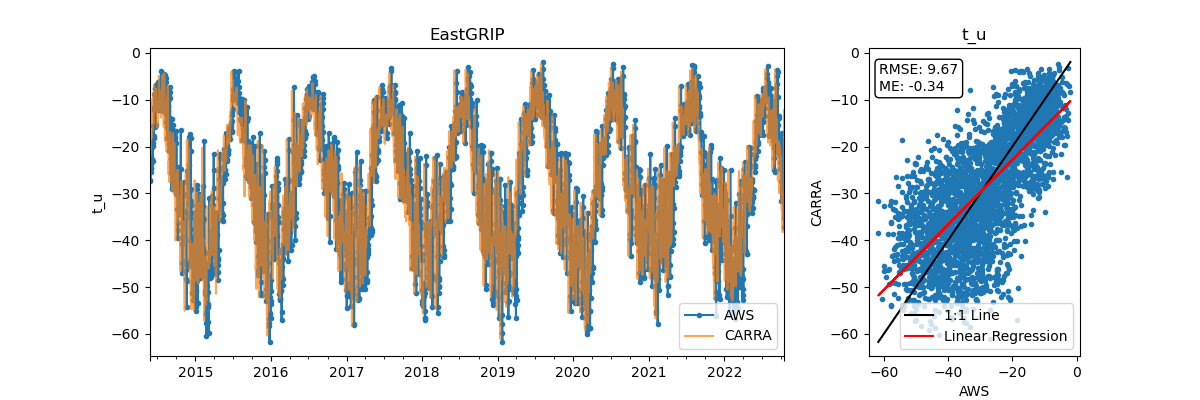 EastGRIP
t_u
0
−10
−20
−30
−40
−50
−60
t_u
AWS
CARRA
2015
2016
2017
2018
2019
2020
2021
2022
t_u
0
−10
−20
−30
−40
−50
−60
CARRA
RMSE: 9.67
ME: -0.34
1:1 Line
Linear Regression
−60
−40
−20
0
AWS